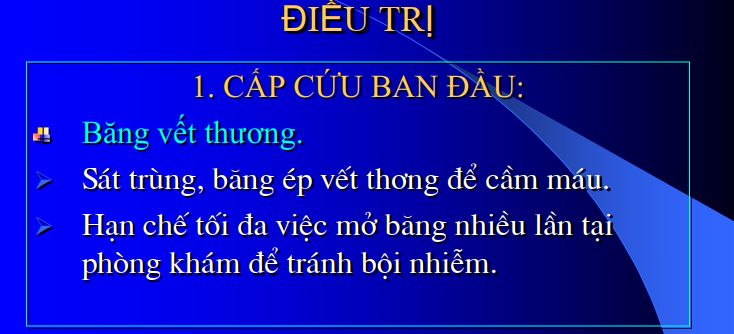 ĐIỀU TRỊ
1. CẤP CỨU BAN ĐẦU:
Băng vết thương.
Sát trùng, băng ép vết thơng để cầm máu.
Hạn chế tối đa việc mở băng nhiều lần tại
phòng khám để tránh bội nhiễm.